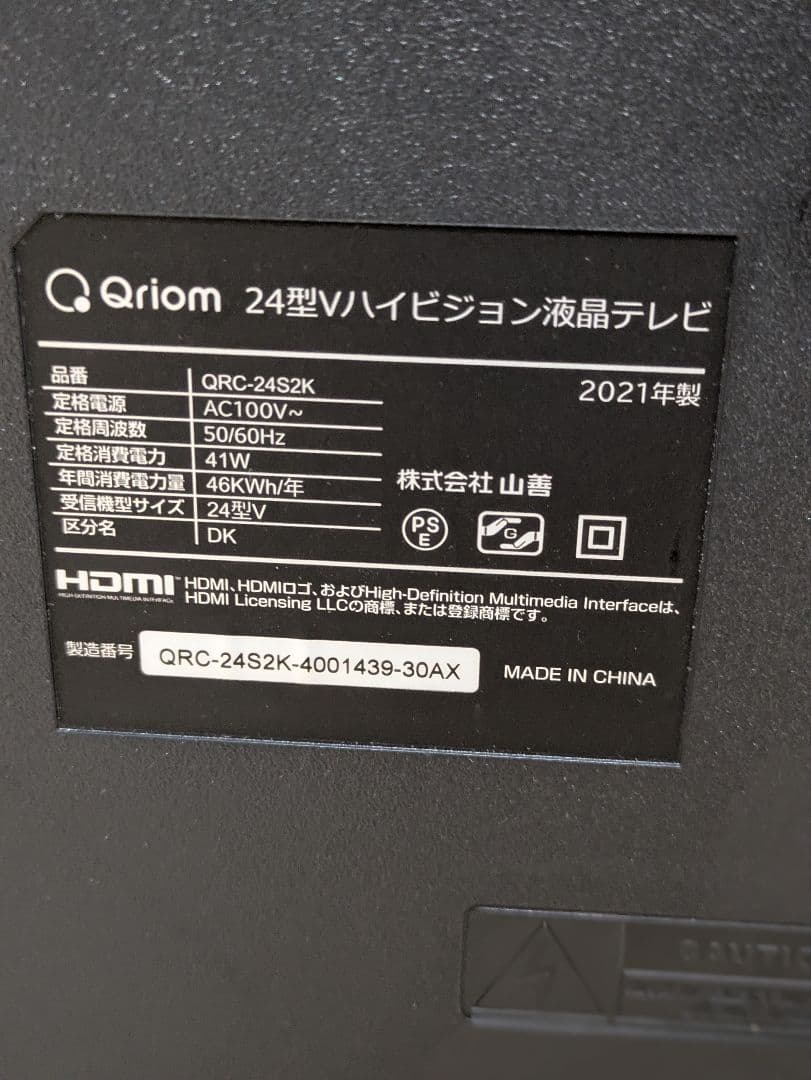 Qriom 24型Vハイビジョン液晶テレビ
2021年製
品番 QRC-24S2K
定格電源 AC100V~
定格周波数 50/60Hz
定格消費電力 41W
年間消費電力量 46KWh/年
受信機型サイズ 24型V
区分名 DK
株式会社 山善
PS
E
G
HDMI HDMI、HDMIロゴ、およびHigh-Definition Multimedia Interfaceは、
HIGH-DEFINITION MULTIMEDIA INTERFACE
HDMI Licensing LLCの商標、または登録商標です。
製造番号 QRC-24S2K-4001439-30AX MADE IN CHINA